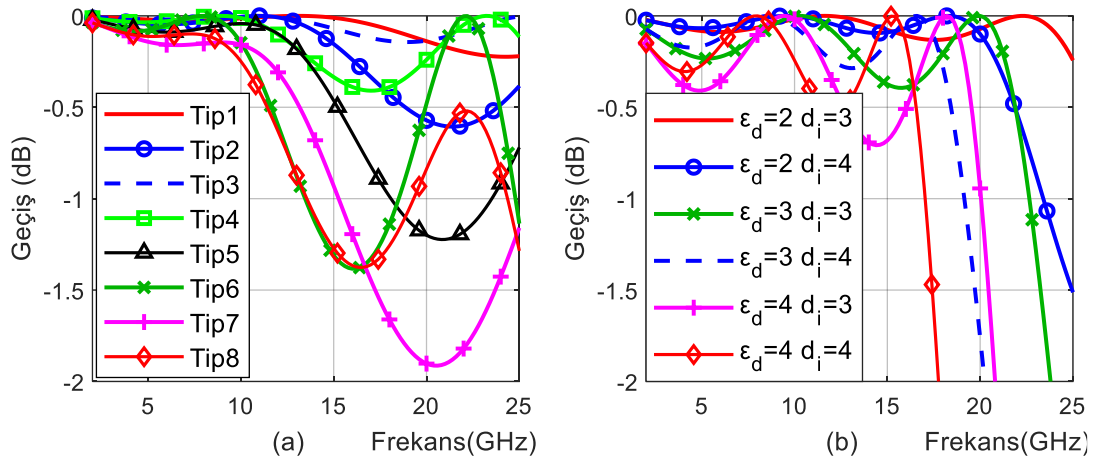 0
-0.5
-1
-1.5
-2
Geçiş (dB)
Tip1
Tip2
Tip3
Tip4
Tip5
Tip6
Tip7
Tip8
5
10
15
20
25
(a)
Frekans(GHz)
0
-0.5
-1
-1.5
-2
Geçiş (dB)
ε_d=2 d_i=3
ε_d=2 d_i=4
ε_d=3 d_i=3
ε_d=3 d_i=4
ε_d=4 d_i=3
ε_d=4 d_i=4
5
10
15
20
25
(b)
Frekans(GHz)